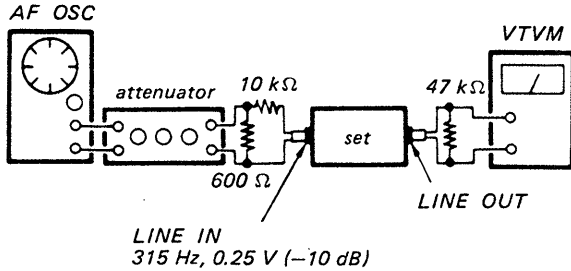 AF OSC
VTVM
attenuator
10 kΩ
47 kΩ
set
600 Ω
LINE OUT
LINE IN
315 Hz, 0.25 V (−10 dB)